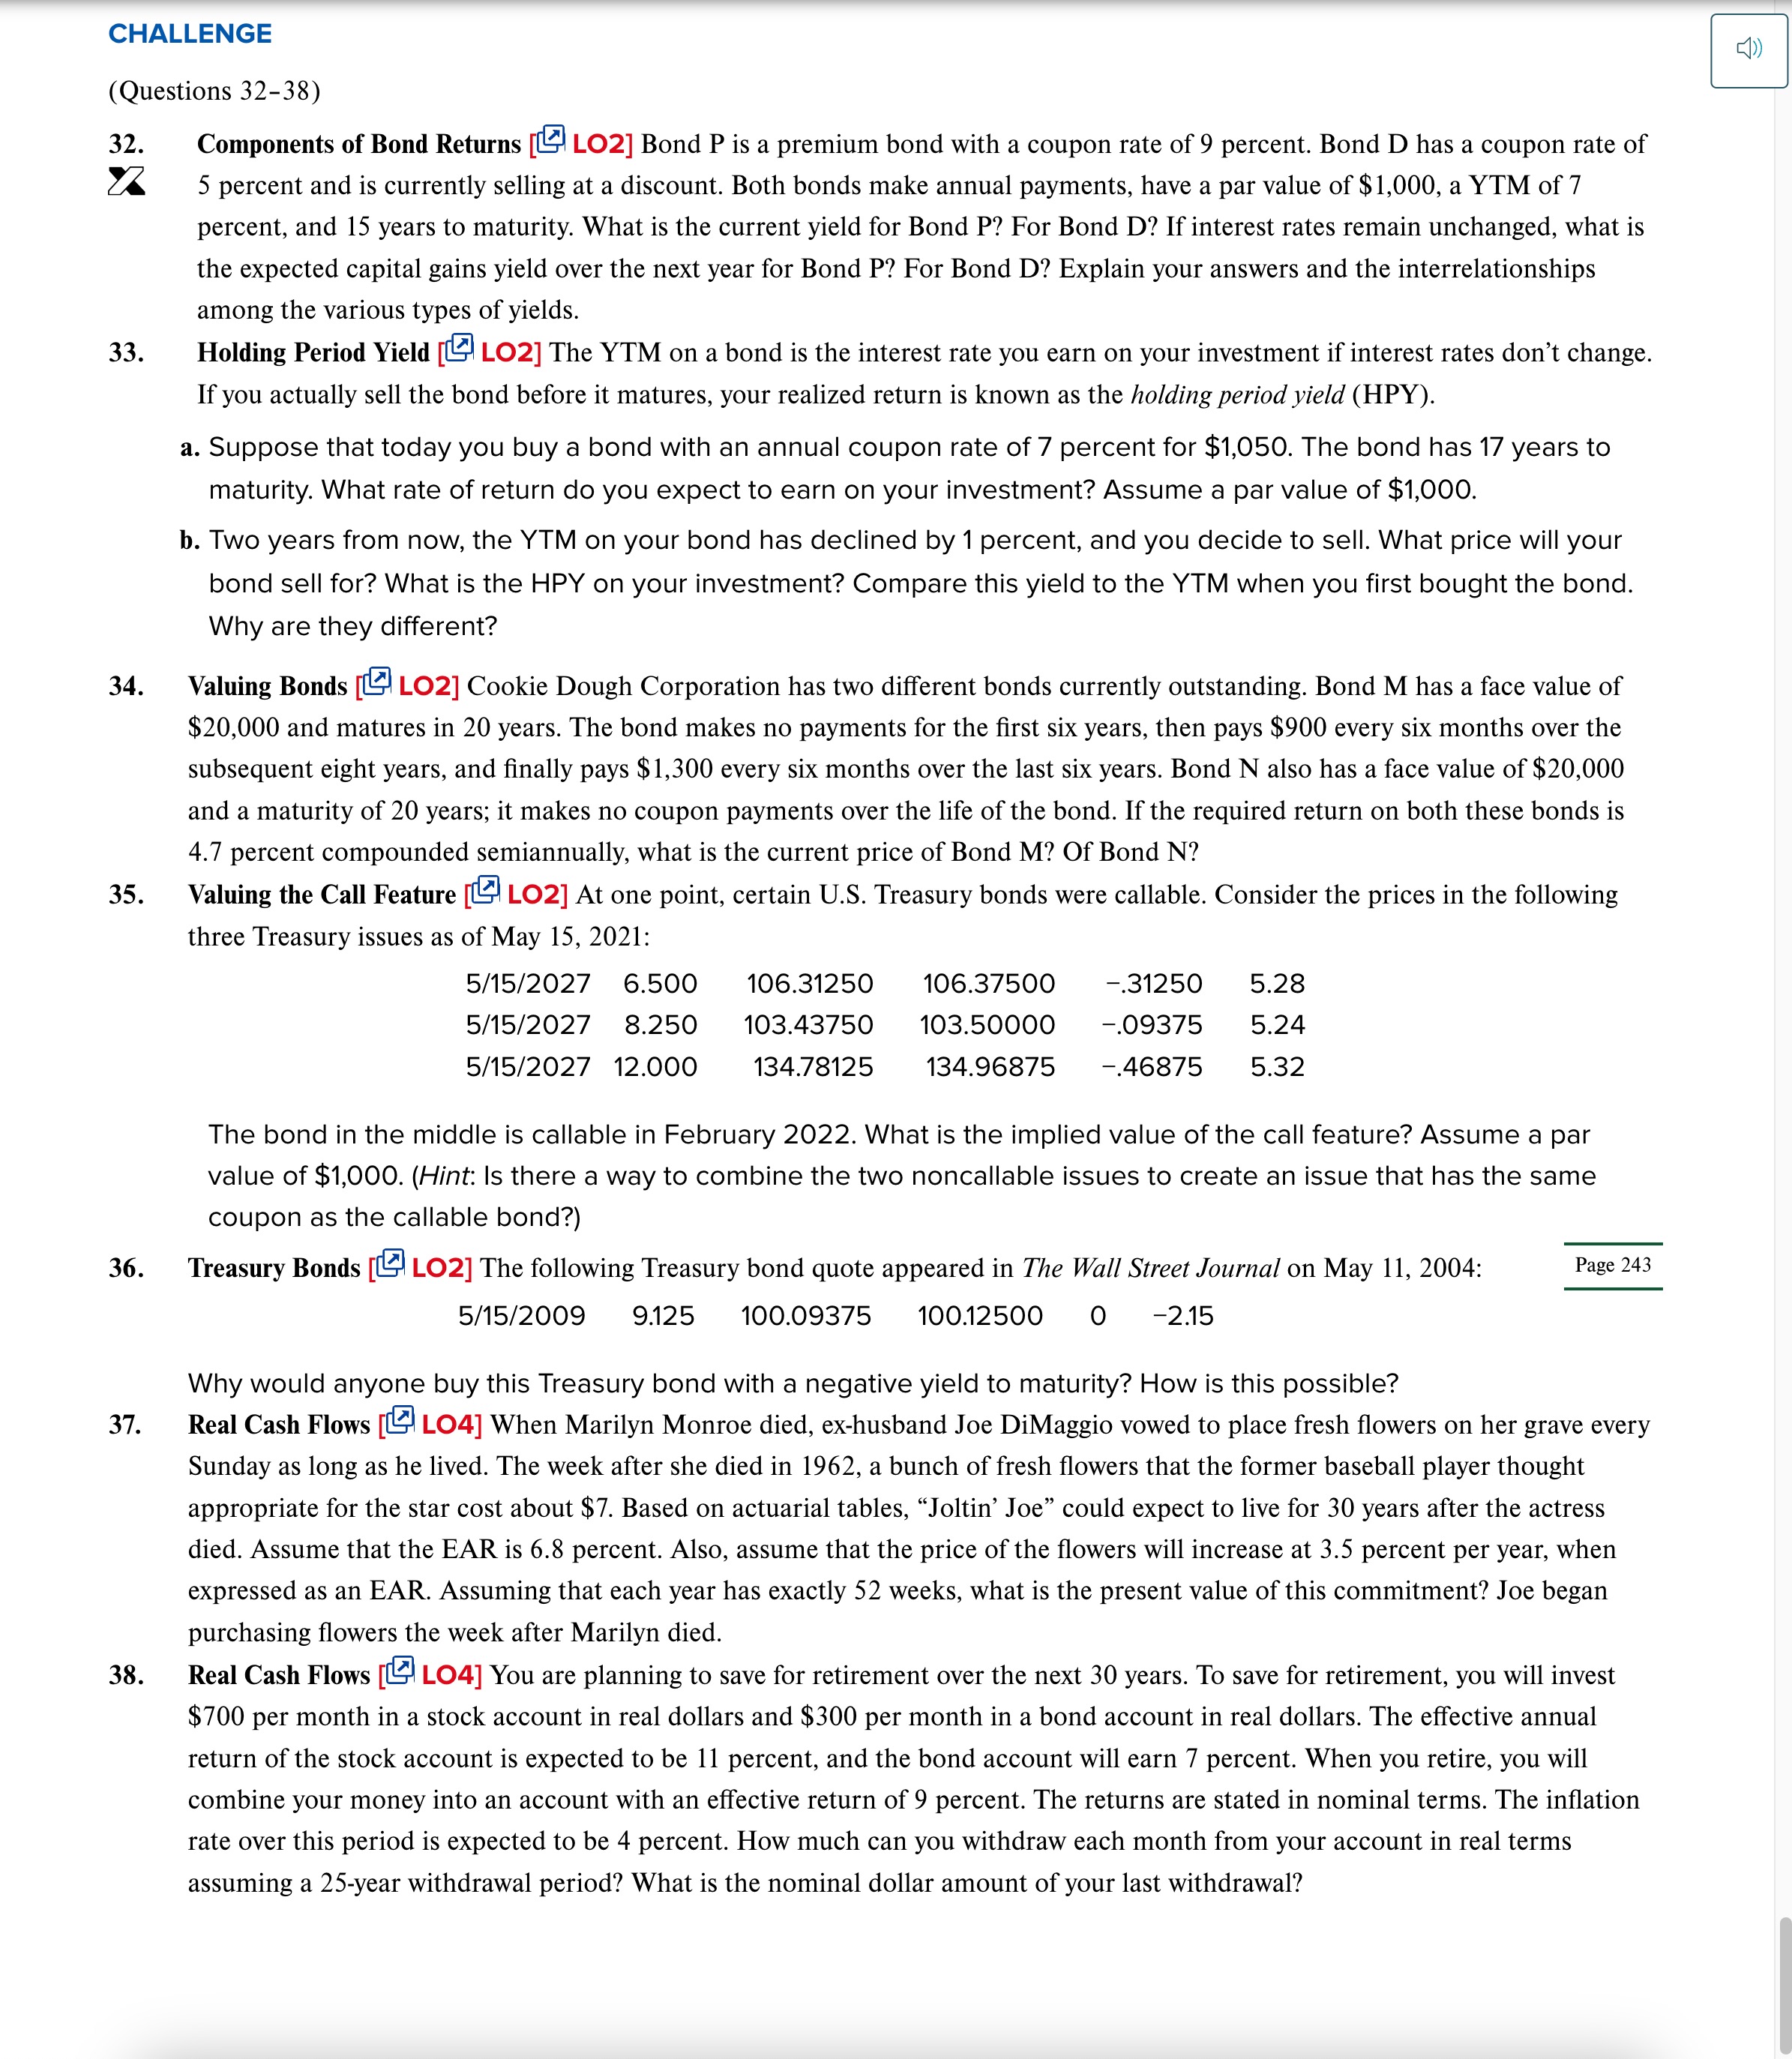 CHALLENGE
(Questions 32–38)
32. Components of Bond Returns [LO2] Bond P is a premium bond with a coupon rate of 9 percent. Bond D has a coupon rate of
5 percent and is currently selling at a discount. Both bonds make annual payments, have a par value of $1,000, a YTM of 7
percent, and 15 years to maturity. What is the current yield for Bond P? For Bond D? If interest rates remain unchanged, what is
the expected capital gains yield over the next year for Bond P? For Bond D? Explain your answers and the interrelationships
among the various types of yields.
33. Holding Period Yield [LO2] The YTM on a bond is the interest rate you earn on your investment if interest rates don’t change.
If you actually sell the bond before it matures, your realized return is known as the holding period yield (HPY).
a. Suppose that today you buy a bond with an annual coupon rate of 7 percent for $1,050. The bond has 17 years to
maturity. What rate of return do you expect to earn on your investment? Assume a par value of $1,000.
b. Two years from now, the YTM on your bond has declined by 1 percent, and you decide to sell. What price will your
bond sell for? What is the HPY on your investment? Compare this yield to the YTM when you first bought the bond.
Why are they different?
34. Valuing Bonds [LO2] Cookie Dough Corporation has two different bonds currently outstanding. Bond M has a face value of
$20,000 and matures in 20 years. The bond makes no payments for the first six years, then pays $900 every six months over the
subsequent eight years, and finally pays $1,300 every six months over the last six years. Bond N also has a face value of $20,000
and a maturity of 20 years; it makes no coupon payments over the life of the bond. If the required return on both these bonds is
4.7 percent compounded semiannually, what is the current price of Bond M? Of Bond N?
35. Valuing the Call Feature [LO2] At one point, certain U.S. Treasury bonds were callable. Consider the prices in the following
three Treasury issues as of May 15, 2021:
5/15/2027 6.500 106.31250 106.37500 −.31250 5.28
5/15/2027 8.250 103.43750 103.50000 −.09375 5.24
5/15/2027 12.000 134.78125 134.96875 −.46875 5.32
The bond in the middle is callable in February 2022. What is the implied value of the call feature? Assume a par
value of $1,000. (Hint: Is there a way to combine the two noncallable issues to create an issue that has the same
coupon as the callable bond?)
36. Treasury Bonds [LO2] The following Treasury bond quote appeared in The Wall Street Journal on May 11, 2004:
Page 243
5/15/2009 9.125 100.09375 100.12500 0 −2.15
Why would anyone buy this Treasury bond with a negative yield to maturity? How is this possible?
37. Real Cash Flows [LO4] When Marilyn Monroe died, ex-husband Joe DiMaggio vowed to place fresh flowers on her grave every
Sunday as long as he lived. The week after she died in 1962, a bunch of fresh flowers that the former baseball player thought
appropriate for the star cost about $7. Based on actuarial tables, “Joltin’ Joe” could expect to live for 30 years after the actress
died. Assume that the EAR is 6.8 percent. Also, assume that the price of the flowers will increase at 3.5 percent per year, when
expressed as an EAR. Assuming that each year has exactly 52 weeks, what is the present value of this commitment? Joe began
purchasing flowers the week after Marilyn died.
38. Real Cash Flows [LO4] You are planning to save for retirement over the next 30 years. To save for retirement, you will invest
$700 per month in a stock account in real dollars and $300 per month in a bond account in real dollars. The effective annual
return of the stock account is expected to be 11 percent, and the bond account will earn 7 percent. When you retire, you will
combine your money into an account with an effective return of 9 percent. The returns are stated in nominal terms. The inflation
rate over this period is expected to be 4 percent. How much can you withdraw each month from your account in real terms
assuming a 25-year withdrawal period? What is the nominal dollar amount of your last withdrawal?